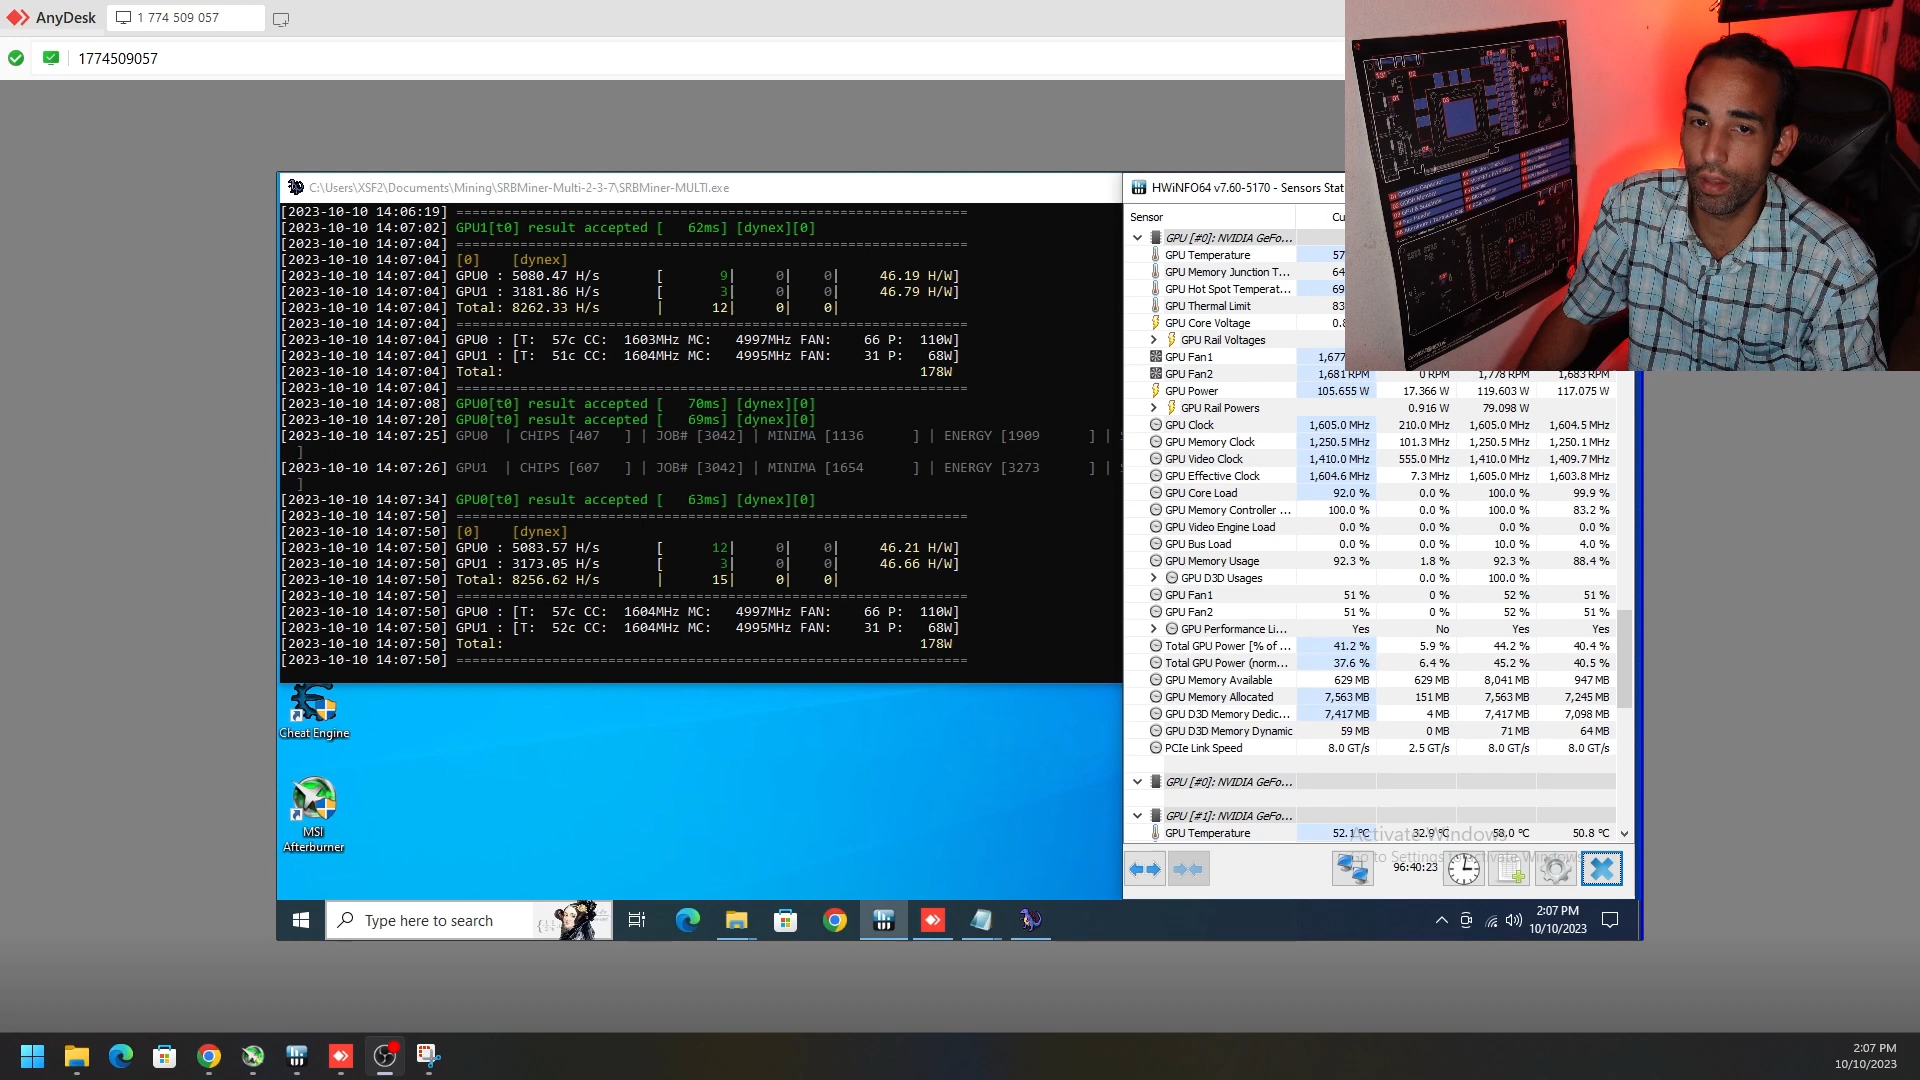 AnyDesk
1 774 509 057
1774509057
C:\Users\XSF2\Documents\Mining\SRBMiner-Multi-2-3-7\SRBMiner-MULTI.exe
[2023-10-10 14:06:19] ================================================================
[2023-10-10 14:07:02] GPU1[t0] result accepted [   62ms] [dynex][0]
[2023-10-10 14:07:04] ================================================================
[2023-10-10 14:07:04] [0]    [dynex]
[2023-10-10 14:07:04] GPU0 : 5080.47 H/s       [      9|     0|    0|     46.19 H/W]
[2023-10-10 14:07:04] GPU1 : 3181.86 H/s       [      3|     0|    0|     46.79 H/W]
[2023-10-10 14:07:04] Total: 8262.33 H/s       |     12|     0|    0|
[2023-10-10 14:07:04] ================================================================
[2023-10-10 14:07:04] GPU0 : [T:  57c CC:  1603MHz MC:   4997MHz FAN:    66 P:  110W]
[2023-10-10 14:07:04] GPU1 : [T:  51c CC:  1604MHz MC:   4995MHz FAN:    31 P:   68W]
[2023-10-10 14:07:04] Total:                                                    178W
[2023-10-10 14:07:04] ================================================================
[2023-10-10 14:07:08] GPU0[t0] result accepted [   70ms] [dynex][0]
[2023-10-10 14:07:20] GPU0[t0] result accepted [   69ms] [dynex][0]
[2023-10-10 14:07:25] GPU0  | CHIPS [407   ] | JOB# [3042] | MINIMA [1136      ] | ENERGY [1909      ] |
]
[2023-10-10 14:07:26] GPU1  | CHIPS [607   ] | JOB# [3042] | MINIMA [1654      ] | ENERGY [3273      ] |
]
[2023-10-10 14:07:34] GPU0[t0] result accepted [   63ms] [dynex][0]
[2023-10-10 14:07:50] ================================================================
[2023-10-10 14:07:50] [0]    [dynex]
[2023-10-10 14:07:50] GPU0 : 5083.57 H/s       [     12|     0|    0|     46.21 H/W]
[2023-10-10 14:07:50] GPU1 : 3173.05 H/s       [      3|     0|    0|     46.66 H/W]
[2023-10-10 14:07:50] Total: 8256.62 H/s       |     15|     0|    0|
[2023-10-10 14:07:50] ================================================================
[2023-10-10 14:07:50] GPU0 : [T:  57c CC:  1604MHz MC:   4997MHz FAN:    66 P:  110W]
[2023-10-10 14:07:50] GPU1 : [T:  52c CC:  1604MHz MC:   4995MHz FAN:    31 P:   68W]
[2023-10-10 14:07:50] Total:                                                    178W
[2023-10-10 14:07:50] ================================================================
Cheat Engine
MSI
Afterburner
HWiNFO64 v7.60-5170 - Sensors Stat
Sensor Cu
GPU [#0]: NVIDIA GeFo...
GPU Temperature 57
GPU Memory Junction T... 64
GPU Hot Spot Temperat... 69
GPU Thermal Limit 83
GPU Core Voltage 0.8
GPU Rail Voltages
GPU Fan1 1,677
GPU Fan2 1,681 RPM 0 RPM 1,778 RPM 1,683 RPM
GPU Power 105.655 W 17.366 W 119.603 W 117.075 W
GPU Rail Powers 0.916 W 79.098 W
GPU Clock 1,605.0 MHz 210.0 MHz 1,605.0 MHz 1,604.5 MHz
GPU Memory Clock 1,250.5 MHz 101.3 MHz 1,250.5 MHz 1,250.1 MHz
GPU Video Clock 1,410.0 MHz 555.0 MHz 1,410.0 MHz 1,409.7 MHz
GPU Effective Clock 1,604.6 MHz 7.3 MHz 1,605.0 MHz 1,603.8 MHz
GPU Core Load 92.0 % 0.0 % 100.0 % 99.9 %
GPU Memory Controller ... 100.0 % 0.0 % 100.0 % 83.2 %
GPU Video Engine Load 0.0 % 0.0 % 0.0 % 0.0 %
GPU Bus Load 0.0 % 0.0 % 10.0 % 4.0 %
GPU Memory Usage 92.3 % 1.8 % 92.3 % 88.4 %
GPU D3D Usages 0.0 % 100.0 %
GPU Fan1 51 % 0 % 52 % 51 %
GPU Fan2 51 % 0 % 52 % 51 %
GPU Performance Li... Yes No Yes Yes
Total GPU Power [% of ... 41.2 % 5.9 % 44.2 % 40.4 %
Total GPU Power (norm... 37.6 % 6.4 % 45.2 % 40.5 %
GPU Memory Available 629 MB 629 MB 8,041 MB 947 MB
GPU Memory Allocated 7,563 MB 151 MB 7,563 MB 7,245 MB
GPU D3D Memory Dedic... 7,417 MB 4 MB 7,417 MB 7,098 MB
GPU D3D Memory Dynamic 59 MB 0 MB 71 MB 64 MB
PCIe Link Speed 8.0 GT/s 2.5 GT/s 8.0 GT/s 8.0 GT/s
GPU [#0]: NVIDIA GeFo...
GPU [#1]: NVIDIA GeFo...
GPU Temperature 52.1 °C 32.9 °C 58.0 °C 50.8 °C
Activate Windows
Go to Settings to activate Windows
96:40:23
Type here to search
2:07 PM
10/10/2023
2:07 PM
10/10/2023